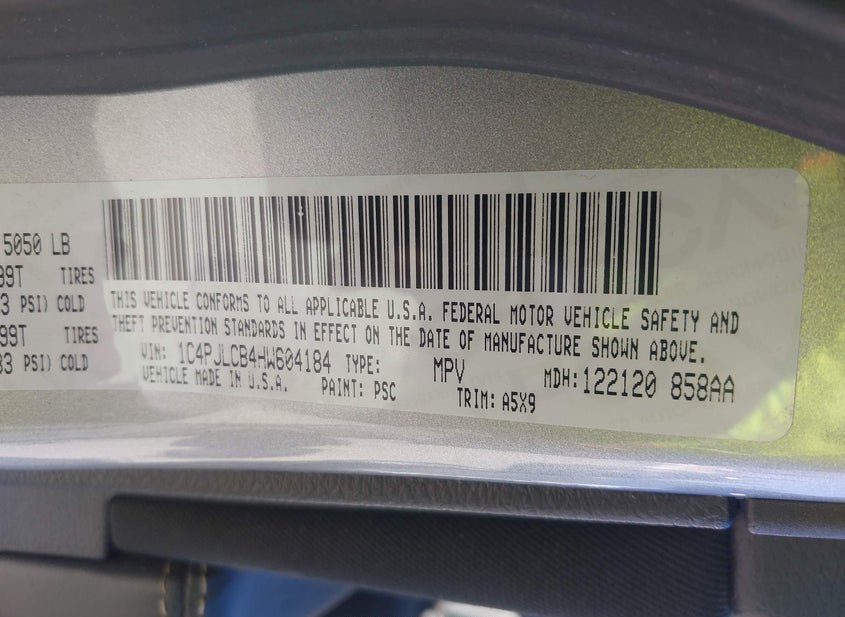 5050 LB
99T TIRES
3 PSI) COLD
99T TIRES
33 PSI) COLD
THIS VEHICLE CONFORMS TO ALL APPLICABLE U.S.A. FEDERAL MOTOR VEHICLE SAFETY AND
THEFT PREVENTION STANDARDS IN EFFECT ON THE DATE OF MANUFACTURE SHOWN ABOVE.
VIN: 1C4PJLCB4HW604184 TYPE: MPV MDH: 122120 858AA
VEHICLE MADE IN U.S.A. PAINT: PSC TRIM: A5X9